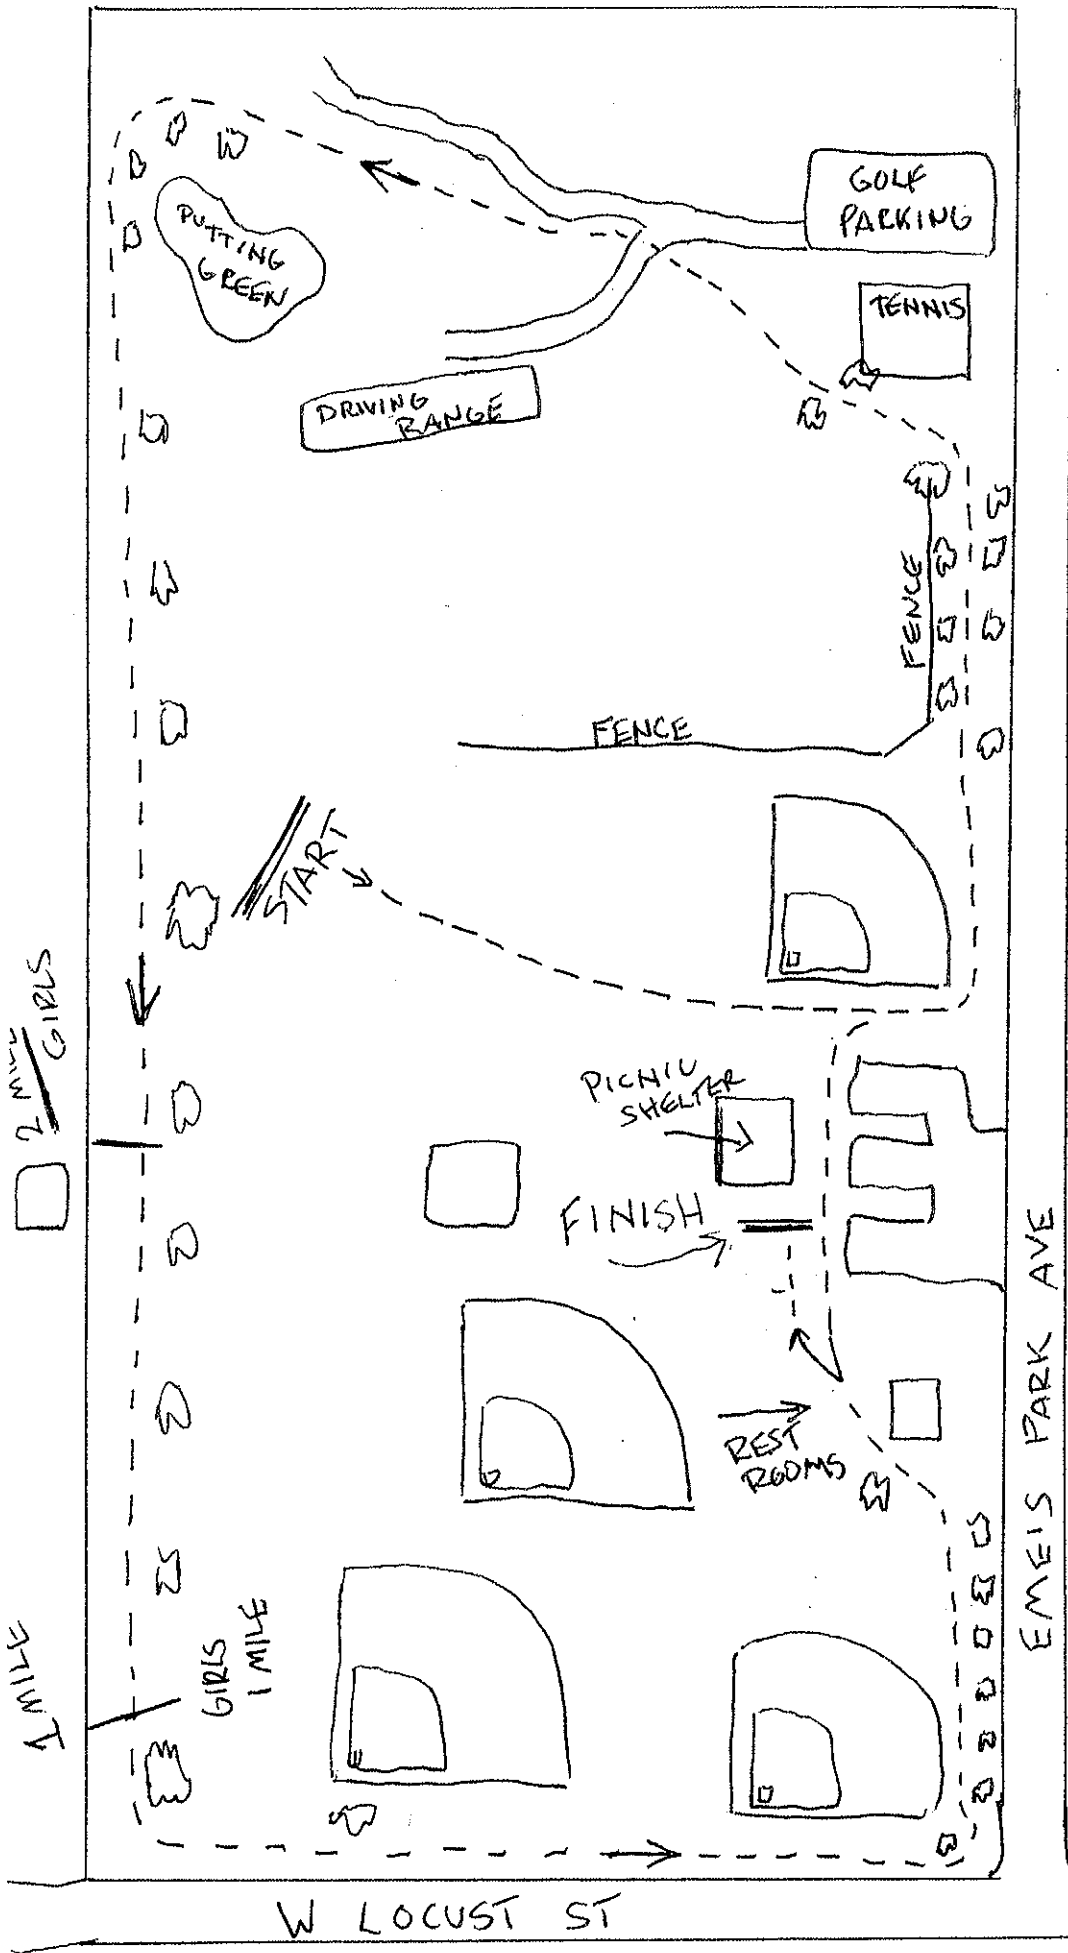 GOLF
PARKING
PUTTING
GREEN
TENNIS
DRIVING
RANGE
FENCE
FENCE
START
2 MILE
GIRLS
PICNIC
SHELTER
FINISH
REST
ROOMS
EMEIS PARK AVE
1 MILE
GIRLS
1 MILE
W LOCUST ST